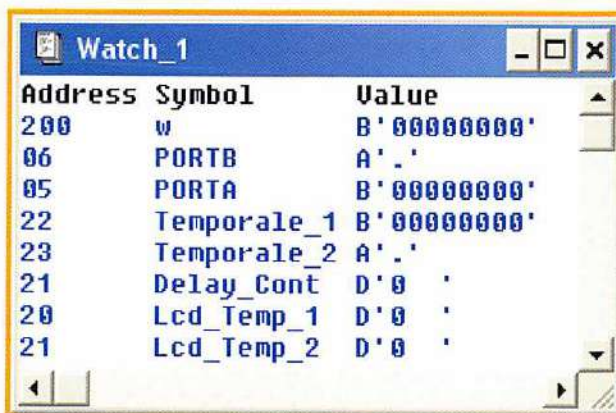 Watch_1
Address Symbol Value
200 w B'00000000'
06 PORTB A'.'
05 PORTA B'00000000'
22 Temporale_1 B'00000000'
23 Temporale_2 A'.'
21 Delay_Cont D'0 '
20 Lcd_Temp_1 D'0 '
21 Lcd_Temp_2 D'0 '